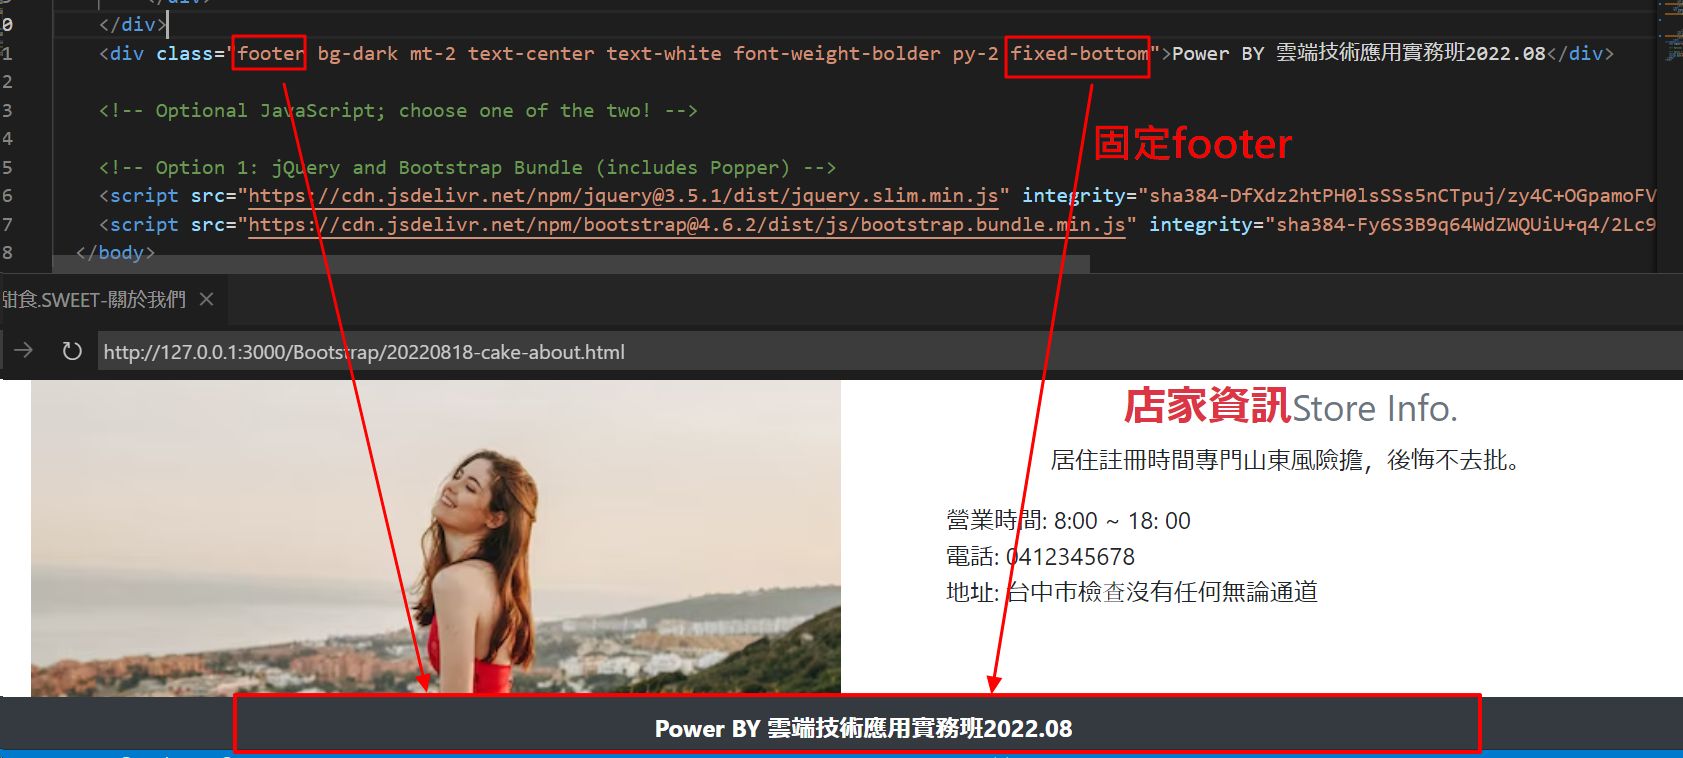 </div>
<div class="footer bg-dark mt-2 text-center text-white font-weight-bolder py-2 fixed-bottom">Power BY 雲端技術應用實務班2022.08</div>
<!-- Optional JavaScript; choose one of the two! -->
固定footer
<!-- Option 1: jQuery and Bootstrap Bundle (includes Popper) -->
<script src="https://cdn.jsdelivr.net/npm/jquery@3.5.1/dist/jquery.slim.min.js" integrity="sha384-DfXdz2htPH0lsSSs5nCTpuj/zy4C+OGpamoFV
<script src="https://cdn.jsdelivr.net/npm/bootstrap@4.6.2/dist/js/bootstrap.bundle.min.js" integrity="sha384-Fy6S3B9q64WdZWQUiU+q4/2Lc9
</body>
甜食.SWEET-關於我們
http://127.0.0.1:3000/Bootstrap/20220818-cake-about.html
店家資訊Store Info.
居住註冊時間專門山東風險擔，後悔不去批。
營業時間: 8:00 ~ 18: 00
電話: 0412345678
地址: 台中市檢查沒有任何無論通道
Power BY 雲端技術應用實務班2022.08